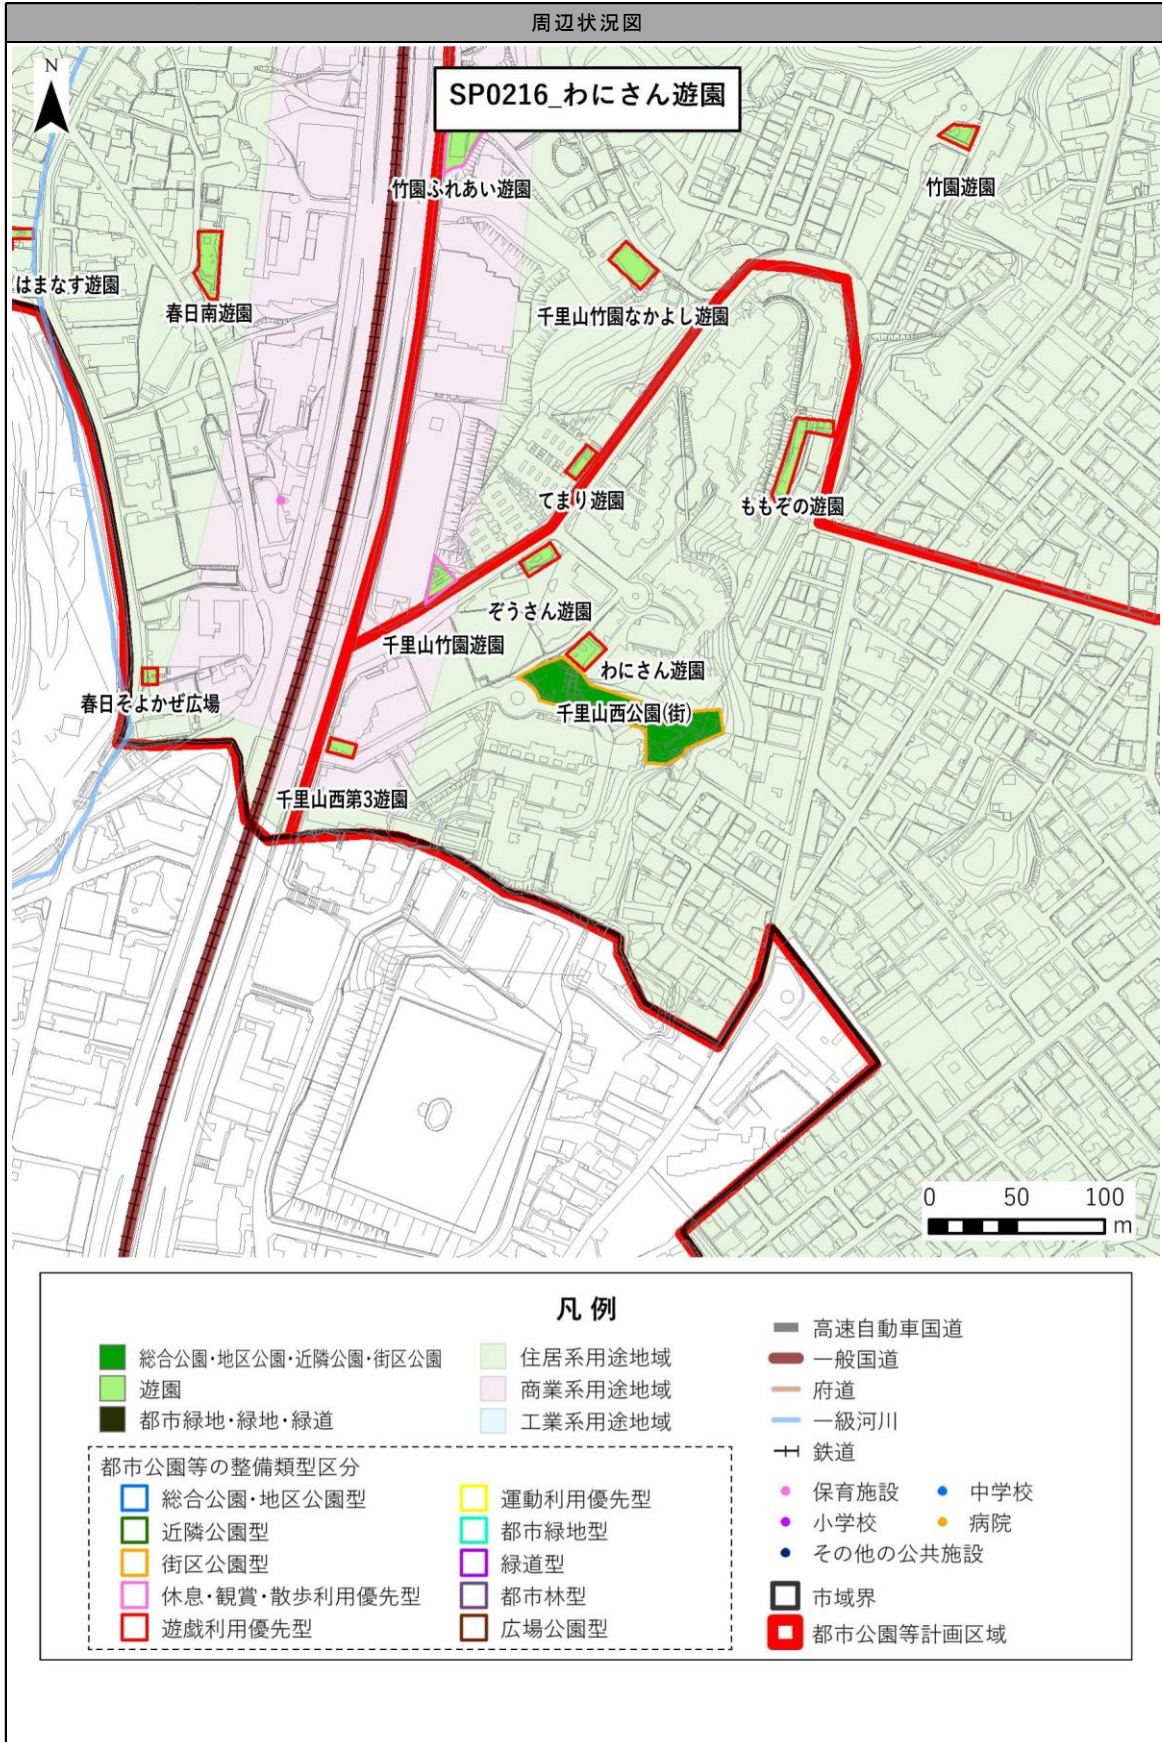 周辺状況図
N
SP0216_わにさん遊園
竹園ふれあい遊園
竹園遊園
はまなす遊園
春日南遊園
千里山竹園なかよし遊園
てまり遊園
ももぞの遊園
ぞうさん遊園
千里山竹園遊園
わにさん遊園
春日そよかぜ広場
千里山西公園(街)
千里山西第3遊園
0 50 100
m
凡例
総合公園・地区公園・近隣公園・街区公園
遊園
都市緑地・緑地・緑道
住居系用途地域
商業系用途地域
工業系用途地域
都市公園等の整備類型区分
総合公園・地区公園型
近隣公園型
街区公園型
休息・観賞・散歩利用優先型
遊戯利用優先型
運動利用優先型
都市緑地型
緑道型
都市林型
広場公園型
高速自動車国道
一般国道
府道
一級河川
鉄道
保育施設 中学校
小学校 病院
その他の公共施設
市域界
都市公園等計画区域